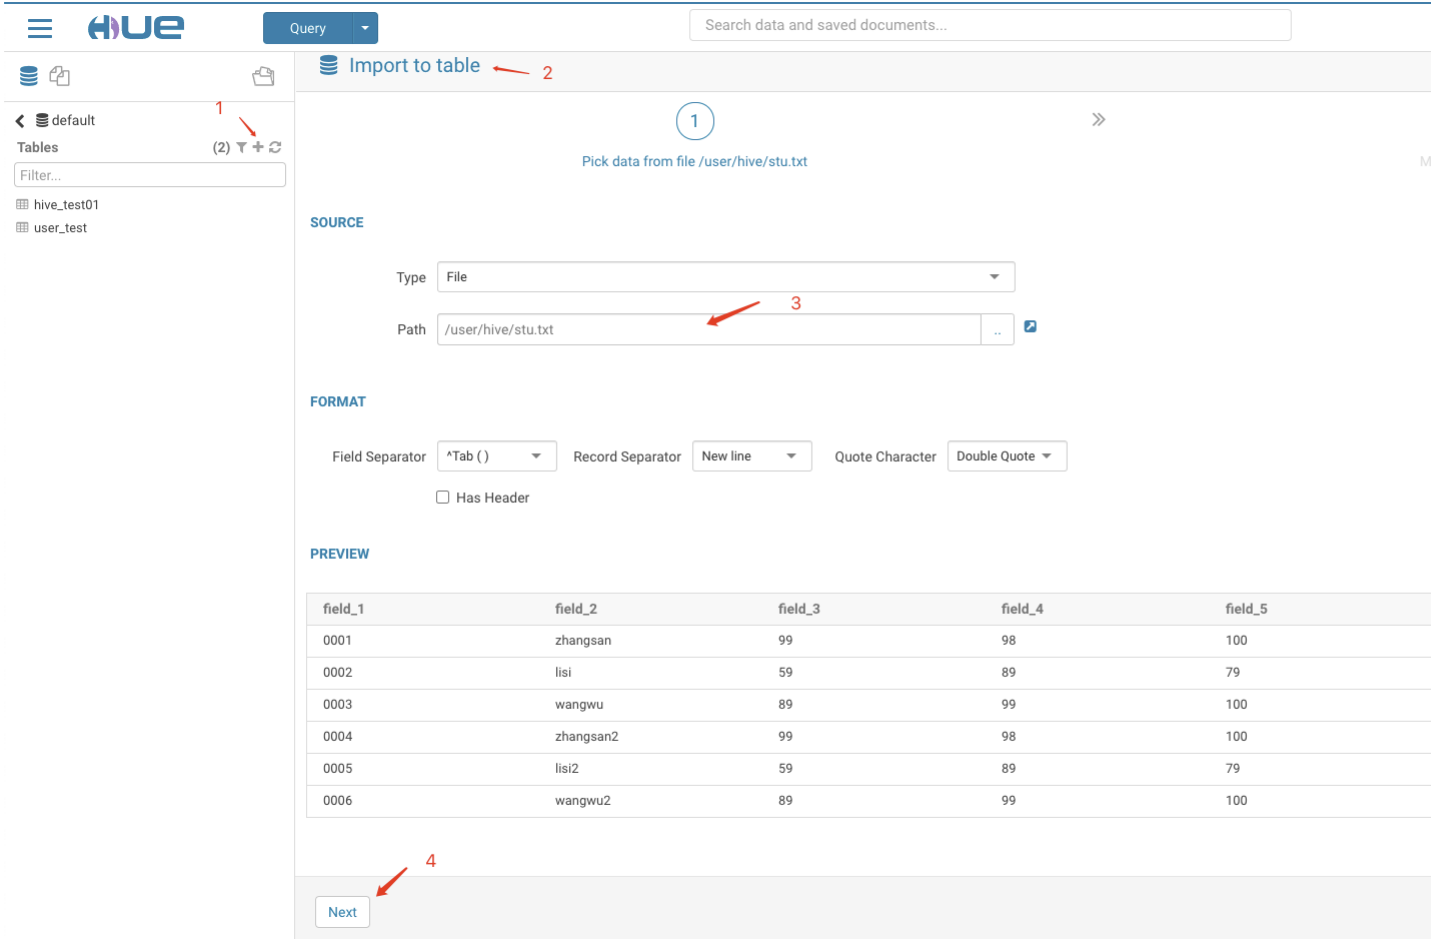 HUE
Query
Search data and saved documents...
Import to table
2
1
default
Tables (2)
Filter...
hive_test01
user_test
1
Pick data from file /user/hive/stu.txt
M
SOURCE
Type File
3
Path /user/hive/stu.txt ..
FORMAT
Field Separator ^Tab ( ) Record Separator New line Quote Character Double Quote
Has Header
PREVIEW
field_1 field_2 field_3 field_4 field_5
0001 zhangsan 99 98 100
0002 lisi 59 89 79
0003 wangwu 89 99 100
0004 zhangsan2 99 98 100
0005 lisi2 59 89 79
0006 wangwu2 89 99 100
4
Next